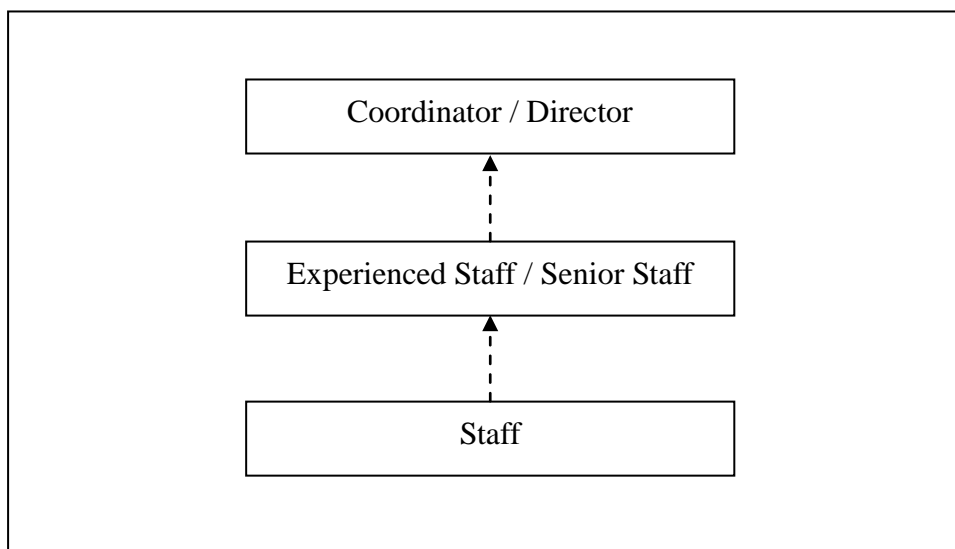 Coordinator / Director
Experienced Staff / Senior Staff
Staff